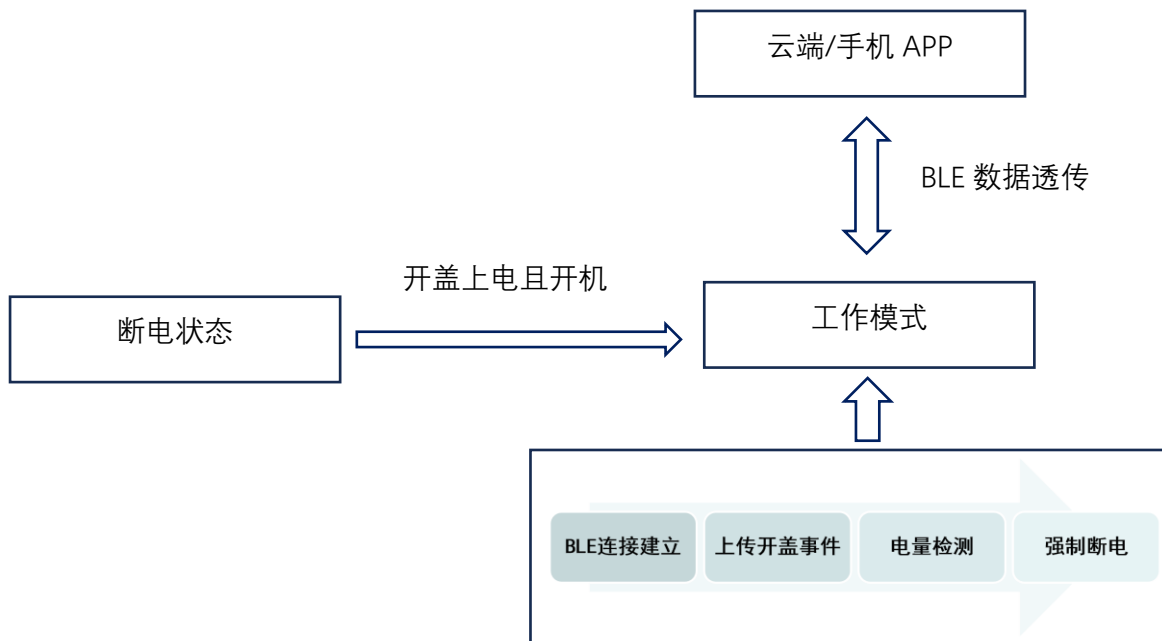 云端/手机 APP
BLE 数据透传
开盖上电且开机
断电状态
工作模式
BLE连接建立
上传开盖事件
电量检测
强制断电